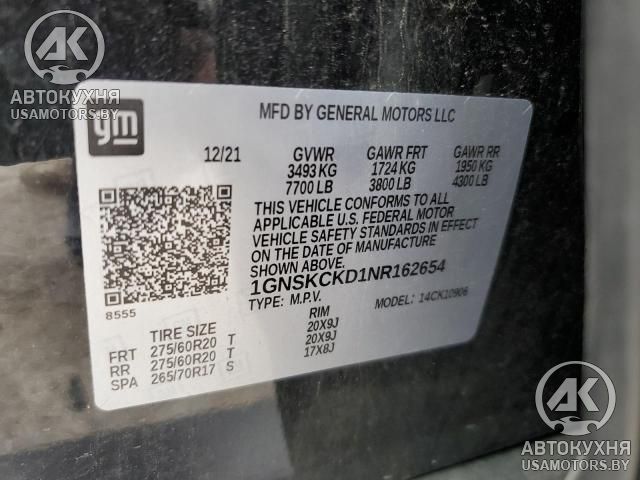 AK
АВТОКУХНЯ
USAMOTORS.BY
gm
MFD BY GENERAL MOTORS LLC
12/21 GVWR GAWR FRT GAWR RR
3493 KG 1724 KG 1950 KG
7700 LB 3800 LB 4300 LB
THIS VEHICLE CONFORMS TO ALL
APPLICABLE U.S. FEDERAL MOTOR
VEHICLE SAFETY STANDARDS IN EFFECT
ON THE DATE OF MANUFACTURE
SHOWN ABOVE.
1GNSKCKD1NR162654
TYPE: M.P.V. MODEL: 14CK10906
8555
TIRE SIZE RIM
FRT 275/60R20 T 20X9J
RR 275/60R20 T 20X9J
SPA 265/70R17 S 17X8J
AK
АВТОКУХНЯ
USAMOTORS.BY